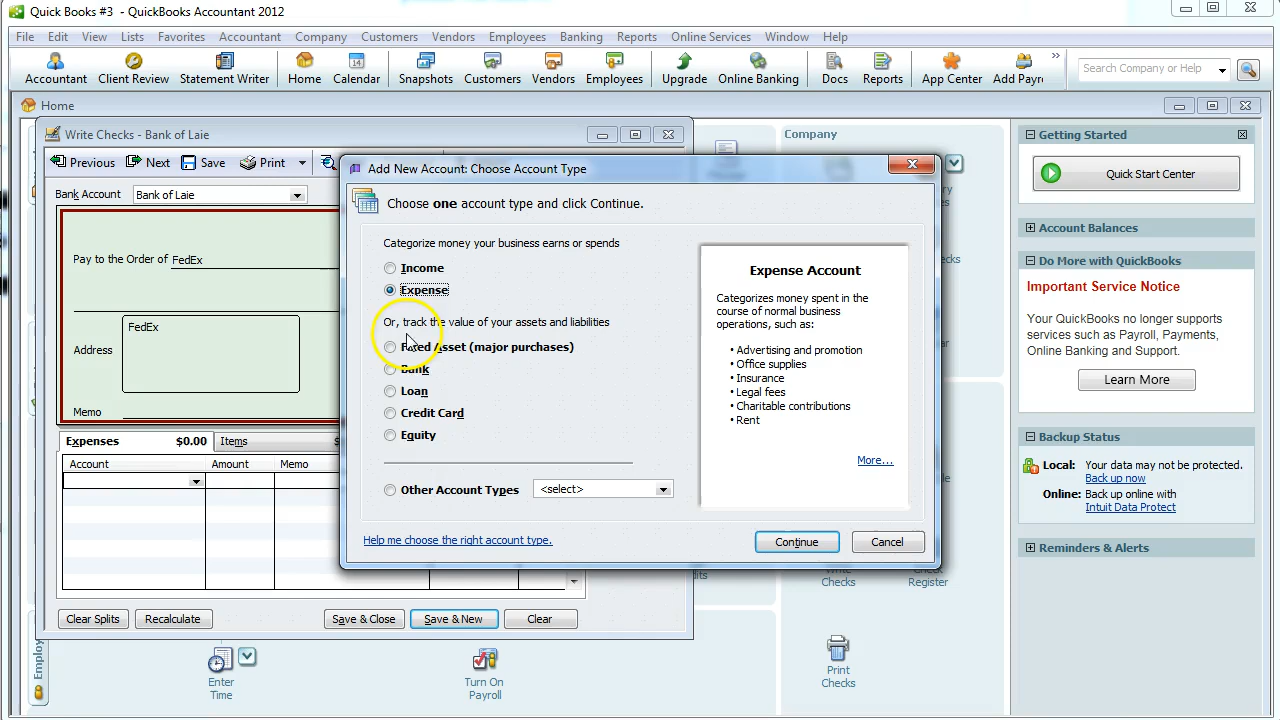 Quick Books #3 - QuickBooks Accountant 2012
File Edit View Lists Favorites Accountant Company Customers Vendors Employees Banking Reports Online Services Window Help
Accountant Client Review Statement Writer Home Calendar Snapshots Customers Vendors Employees Upgrade Online Banking Docs Reports App Center Add Payr
Search Company or Help
Home
Write Checks - Bank of Laie
Previous Next Save Print
Bank Account Bank of Laie
Pay to the Order of FedEx
FedEx
Address
Memo
Expenses $0.00 Items
Account Amount Memo
Clear Splits Recalculate Save & Close Save & New Clear
Add New Account: Choose Account Type
Choose one account type and click Continue.
Categorize money your business earns or spends
Income
Expense
Or, track the value of your assets and liabilities
Fixed Asset (major purchases)
Bank
Loan
Credit Card
Equity
Other Account Types <select>
Help me choose the right account type.
Expense Account
Categorizes money spent in the
course of normal business
operations, such as:
• Advertising and promotion
• Office supplies
• Insurance
• Legal fees
• Charitable contributions
• Rent
More...
Continue Cancel
Company
Write
Checks
Check
Register
Print
Checks
Enter
Time
Turn On
Payroll
Employ
Getting Started
Quick Start Center
Account Balances
Do More with QuickBooks
Important Service Notice
Your QuickBooks no longer supports
services such as Payroll, Payments,
Online Banking and Support.
Learn More
Backup Status
Local: Your data may not be protected.
Back up now
Online: Back up online with
Intuit Data Protect
Reminders & Alerts